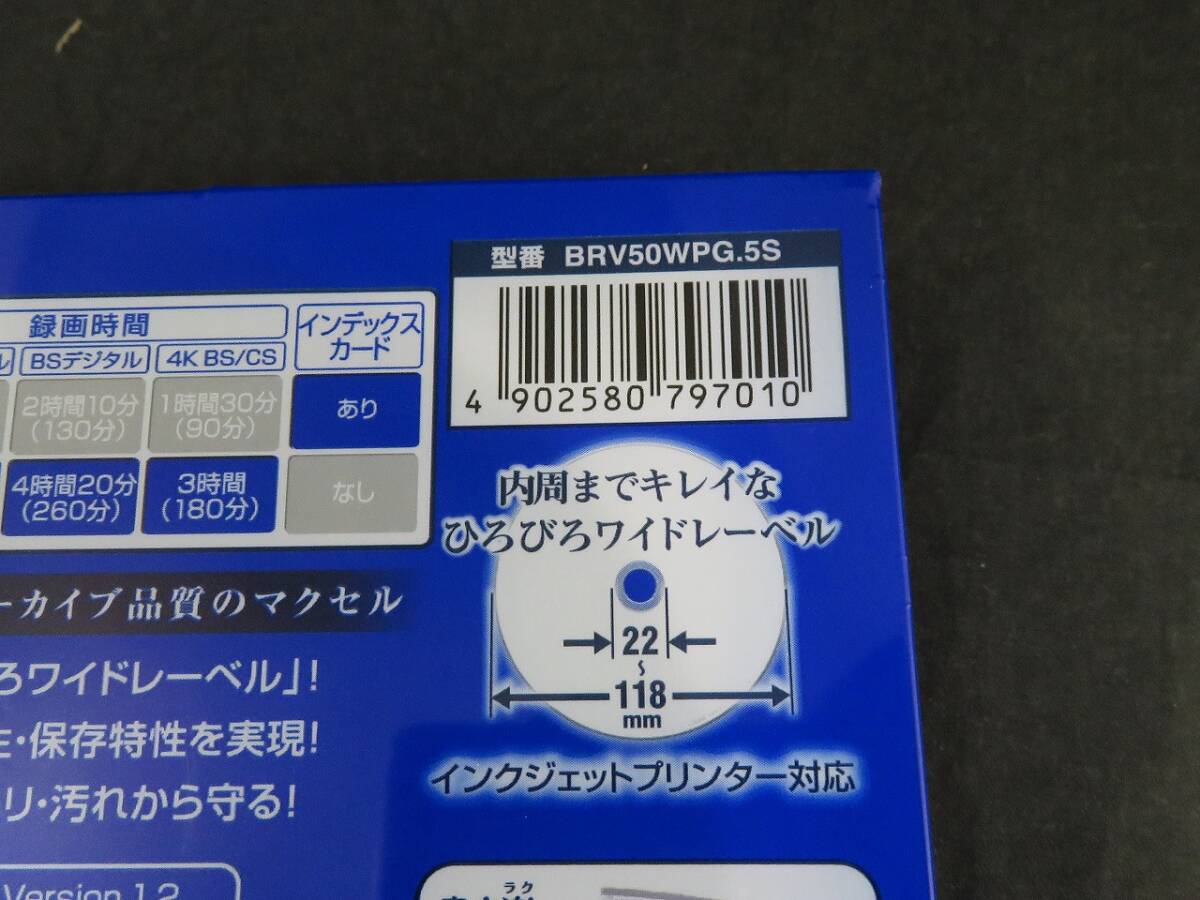 型番 BRV50WPG.5S
4 902580 797010
録画時間
インデックス
カード
BSデジタル
4K BS/CS
2時間10分
(130分)
1時間30分
(90分)
あり
4時間20分
(260分)
3時間
(180分)
なし
内周までキレイな
ひろびろワイドレーベル
22
~
118
mm
インクジェットプリンター対応
ーカイブ品質のマクセル
ろワイドレーベル」!
・保存特性を実現!
リ・汚れから守る!
Version 1.2
ラク